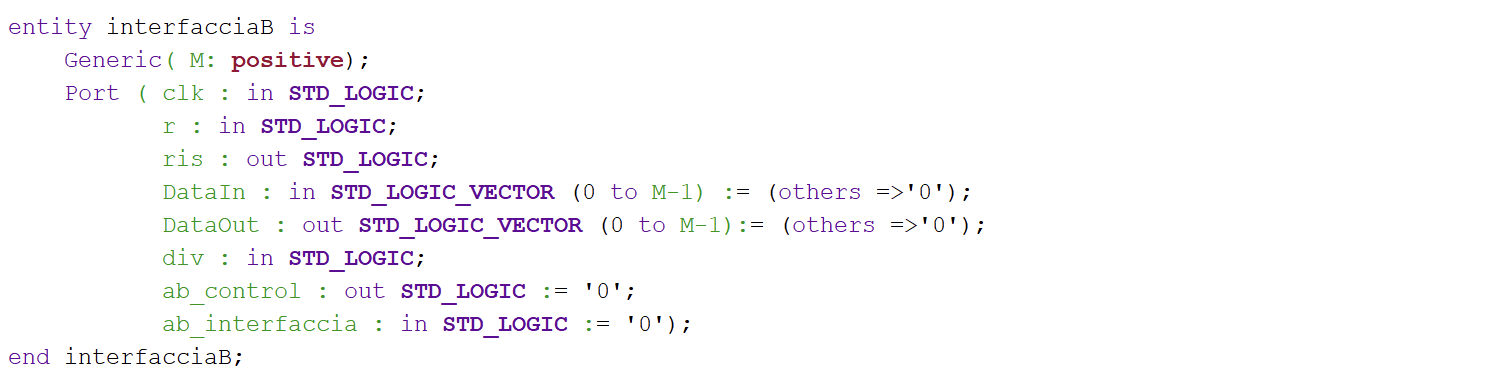 entity interfacciaB is
    Generic( M: positive);
    Port ( clk : in STD_LOGIC;
           r : in STD_LOGIC;
           ris : out STD_LOGIC;
           DataIn : in STD_LOGIC_VECTOR (0 to M-1) := (others =>'0');
           DataOut : out STD_LOGIC_VECTOR (0 to M-1):= (others =>'0');
           div : in STD_LOGIC;
           ab_control : out STD_LOGIC := '0';
           ab_interfaccia : in STD_LOGIC := '0');
end interfacciaB;